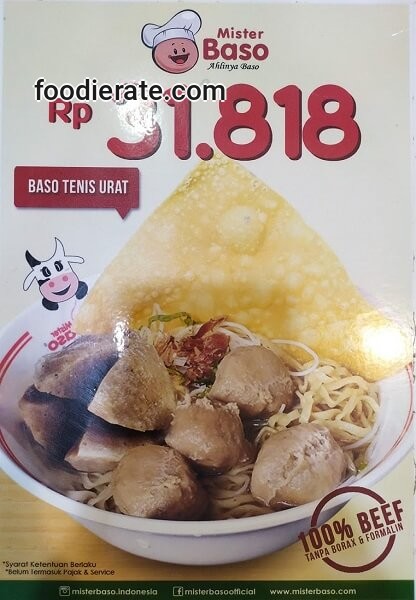 Mister
Baso
Ahlinya Baso
foodierate.com
Rp 31.818
BASO TENIS URAT
100% BEEF
TANPA BORAX & FORMALIN
*Syarat Ketentuan Berlaku
*Belum Termasuk Pajak & Service
misterbaso.indonesia
misterbasoofficial
www.misterbaso.com